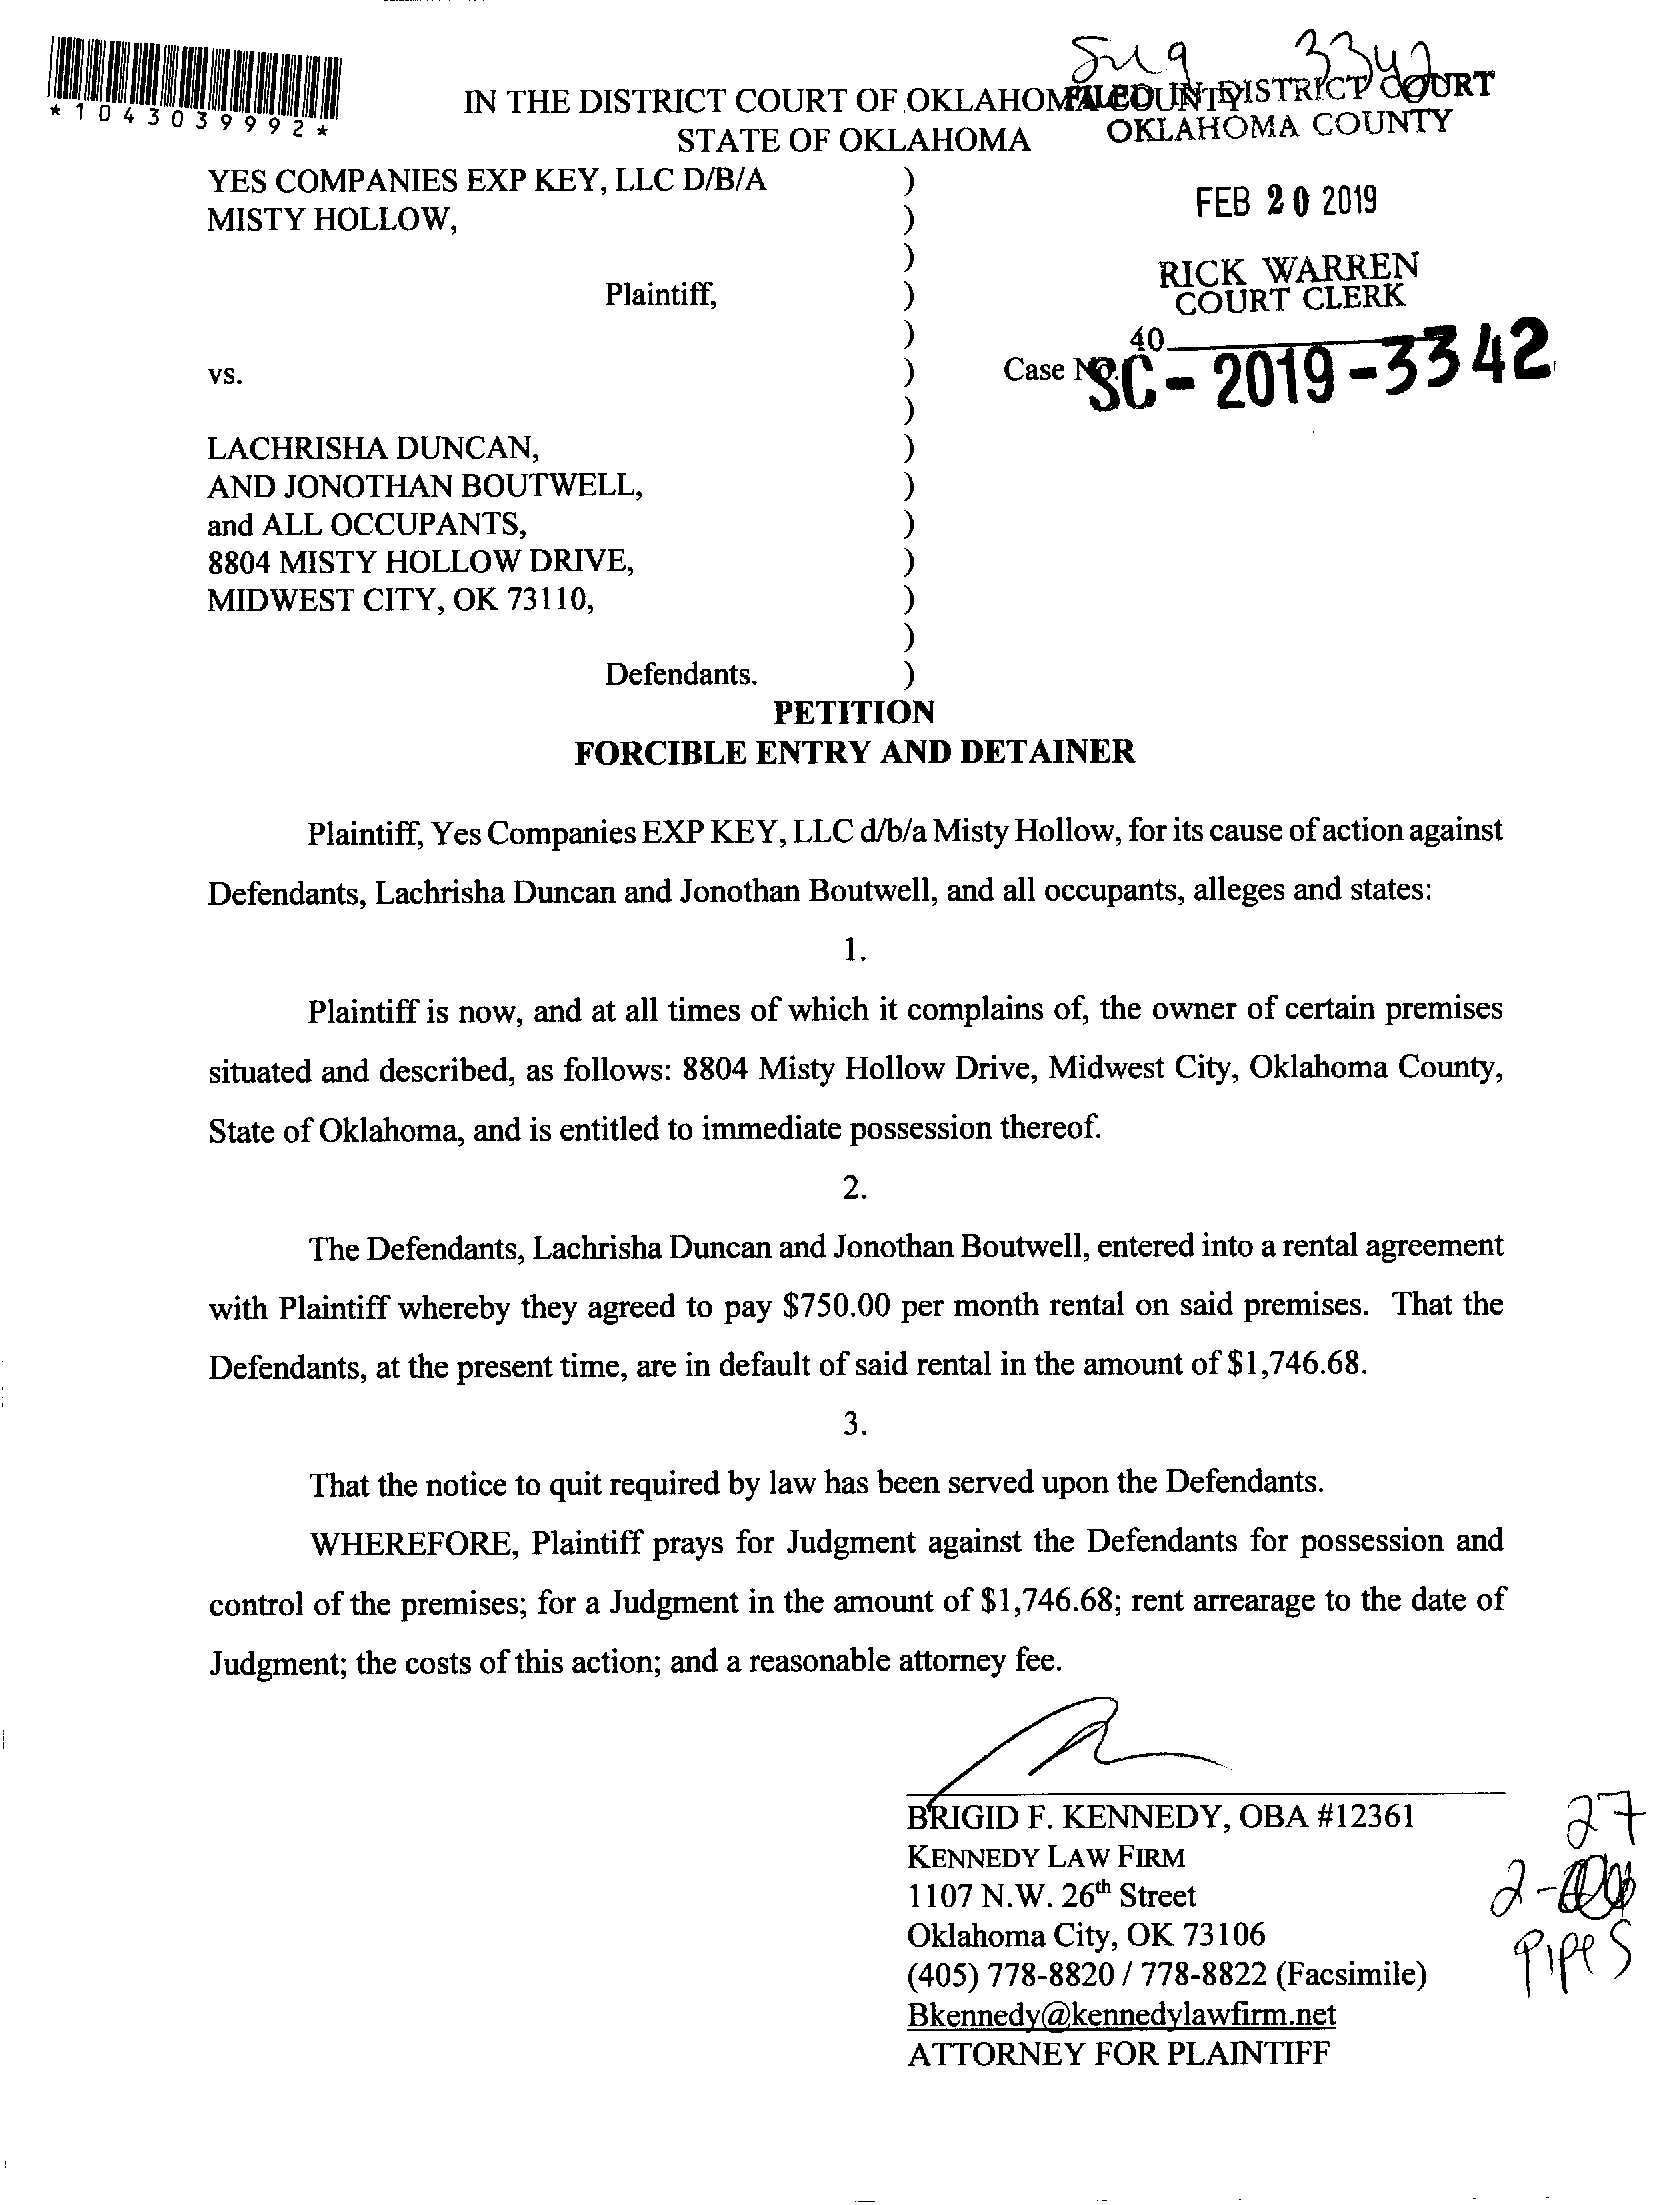 *1043039992*
IN THE DISTRICT COURT OF OKLAHOMA COUNTY
STATE OF OKLAHOMA
3342
FILED IN DISTRICT COURT
OKLAHOMA COUNTY
FEB 20 2019
RICK WARREN
COURT CLERK
40
Case No. SC-2019-3342
YES COMPANIES EXP KEY, LLC D/B/A )
MISTY HOLLOW, )
)
Plaintiff, )
)
vs. )
)
LACHRISHA DUNCAN, )
AND JONOTHAN BOUTWELL, )
and ALL OCCUPANTS, )
8804 MISTY HOLLOW DRIVE, )
MIDWEST CITY, OK 73110, )
)
Defendants. )
PETITION
FORCIBLE ENTRY AND DETAINER
Plaintiff, Yes Companies EXP KEY, LLC d/b/a Misty Hollow, for its cause of action against
Defendants, Lachrisha Duncan and Jonothan Boutwell, and all occupants, alleges and states:
1.
Plaintiff is now, and at all times of which it complains of, the owner of certain premises
situated and described, as follows: 8804 Misty Hollow Drive, Midwest City, Oklahoma County,
State of Oklahoma, and is entitled to immediate possession thereof.
2.
The Defendants, Lachrisha Duncan and Jonothan Boutwell, entered into a rental agreement
with Plaintiff whereby they agreed to pay $750.00 per month rental on said premises. That the
Defendants, at the present time, are in default of said rental in the amount of $1,746.68.
3.
That the notice to quit required by law has been served upon the Defendants.
WHEREFORE, Plaintiff prays for Judgment against the Defendants for possession and
control of the premises; for a Judgment in the amount of $1,746.68; rent arrearage to the date of
Judgment; the costs of this action; and a reasonable attorney fee.
BRIGID F. KENNEDY, OBA #12361
KENNEDY LAW FIRM
1107 N.W. 26th Street
Oklahoma City, OK 73106
(405) 778-8820 / 778-8822 (Facsimile)
Bkennedy@kennedylawfirm.net
ATTORNEY FOR PLAINTIFF
27
2-
PIPES